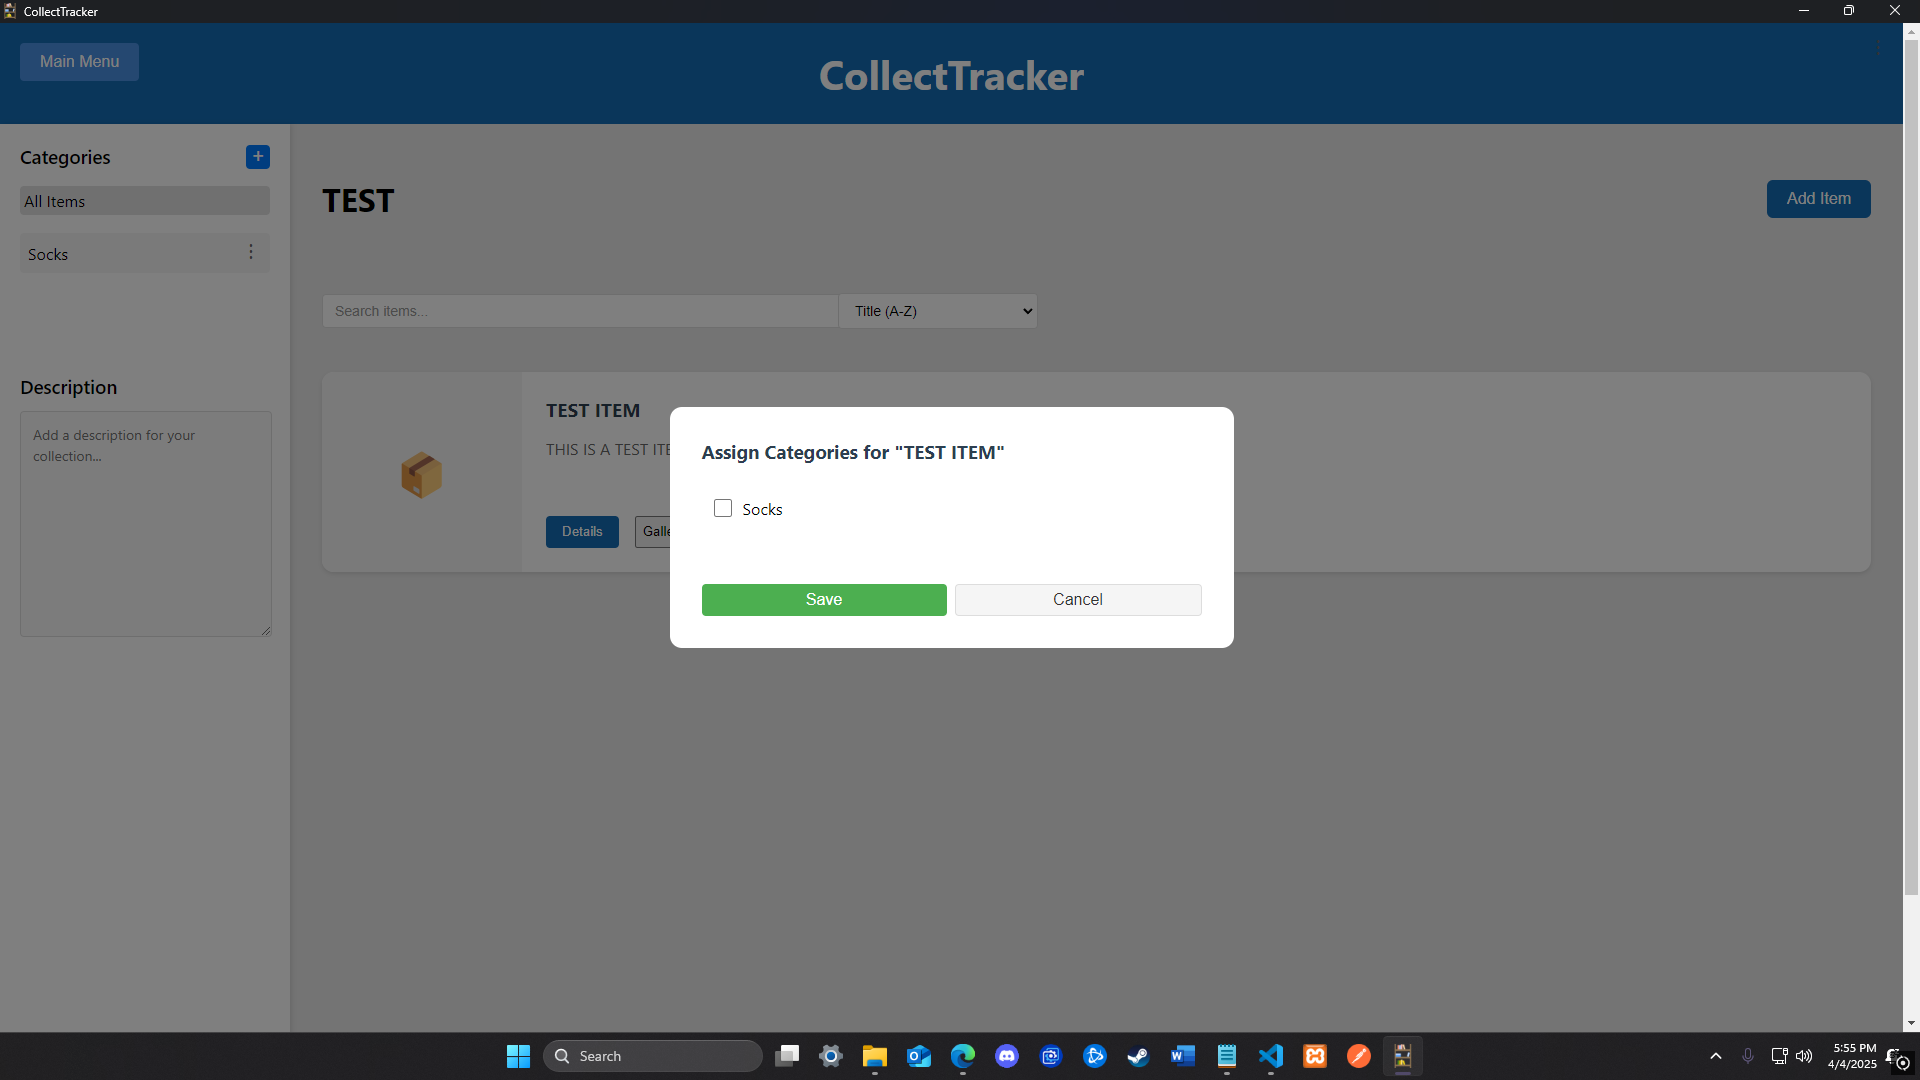 CollectTracker
Main Menu
CollectTracker
Categories
+
All Items
Socks
Description
Add a description for your
collection...
TEST
Add Item
Search items...
Title (A-Z)
TEST ITEM
THIS IS A TEST ITE
Details
Galle
Assign Categories for "TEST ITEM"
Socks
Save
Cancel
Search
5:55 PM
4/4/2025